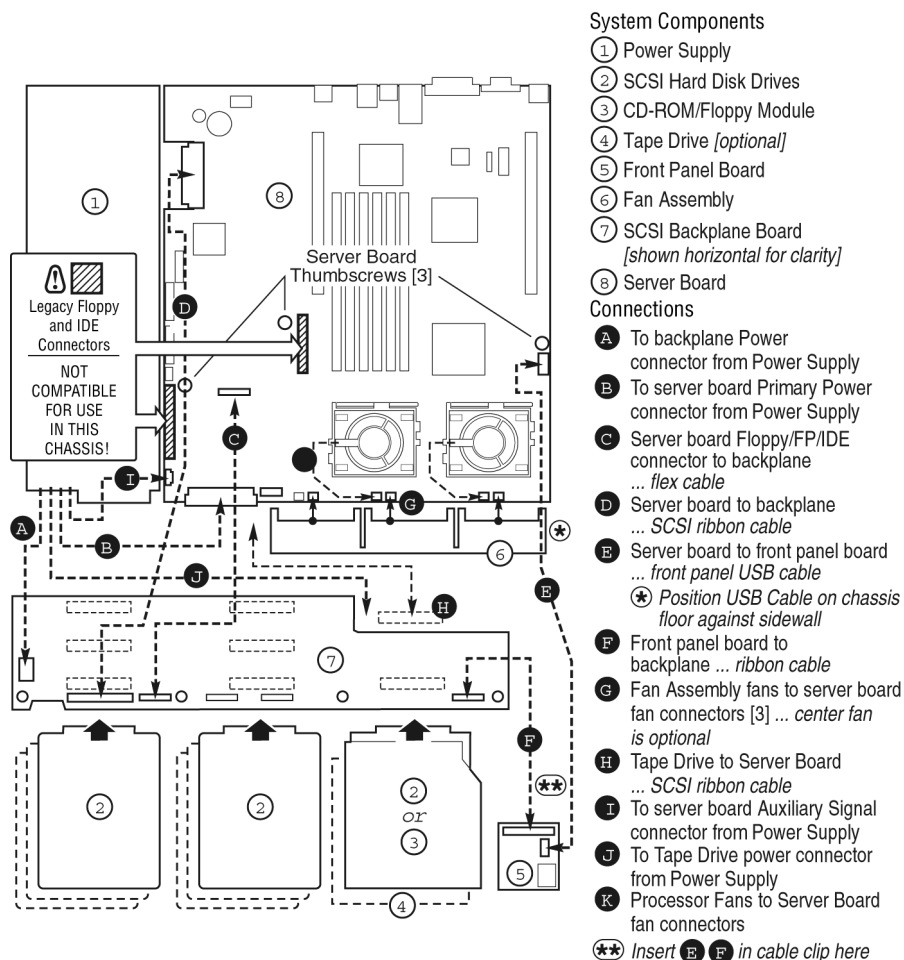 System Components
1 Power Supply
2 SCSI Hard Disk Drives
3 CD-ROM/Floppy Module
4 Tape Drive [optional]
5 Front Panel Board
6 Fan Assembly
7 SCSI Backplane Board
[shown horizontal for clarity]
8 Server Board
Connections
A To backplane Power
connector from Power Supply
B To server board Primary Power
connector from Power Supply
C Server board Floppy/FP/IDE
connector to backplane
... flex cable
D Server board to backplane
... SCSI ribbon cable
E Server board to front panel board
... front panel USB cable
* Position USB Cable on chassis
floor against sidewall
F Front panel board to
backplane ... ribbon cable
G Fan Assembly fans to server board
fan connectors [3] ... center fan
is optional
H Tape Drive to Server Board
... SCSI ribbon cable
I To server board Auxiliary Signal
connector from Power Supply
J To Tape Drive power connector
from Power Supply
K Processor Fans to Server Board
fan connectors
** Insert E F in cable clip here
1
8
Server Board
Thumbscrews [3]
Legacy Floppy
and IDE
Connectors
NOT
COMPATIBLE
FOR USE
IN THIS
CHASSIS!
D
C
I
G
A
B
6
*
J
E
H
7
F
**
2
2
2
or
3
5
4